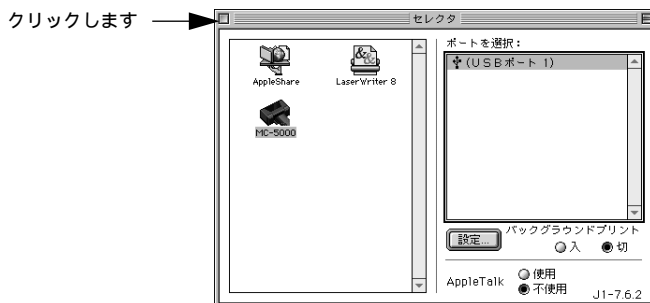 クリックします
セレクタ
ポートを選択：
AppleShare
LaserWriter 8
(USBポート 1)
MC-5000
設定...
バックグラウンドプリント
入 切
AppleTalk
使用
不使用
J1-7.6.2